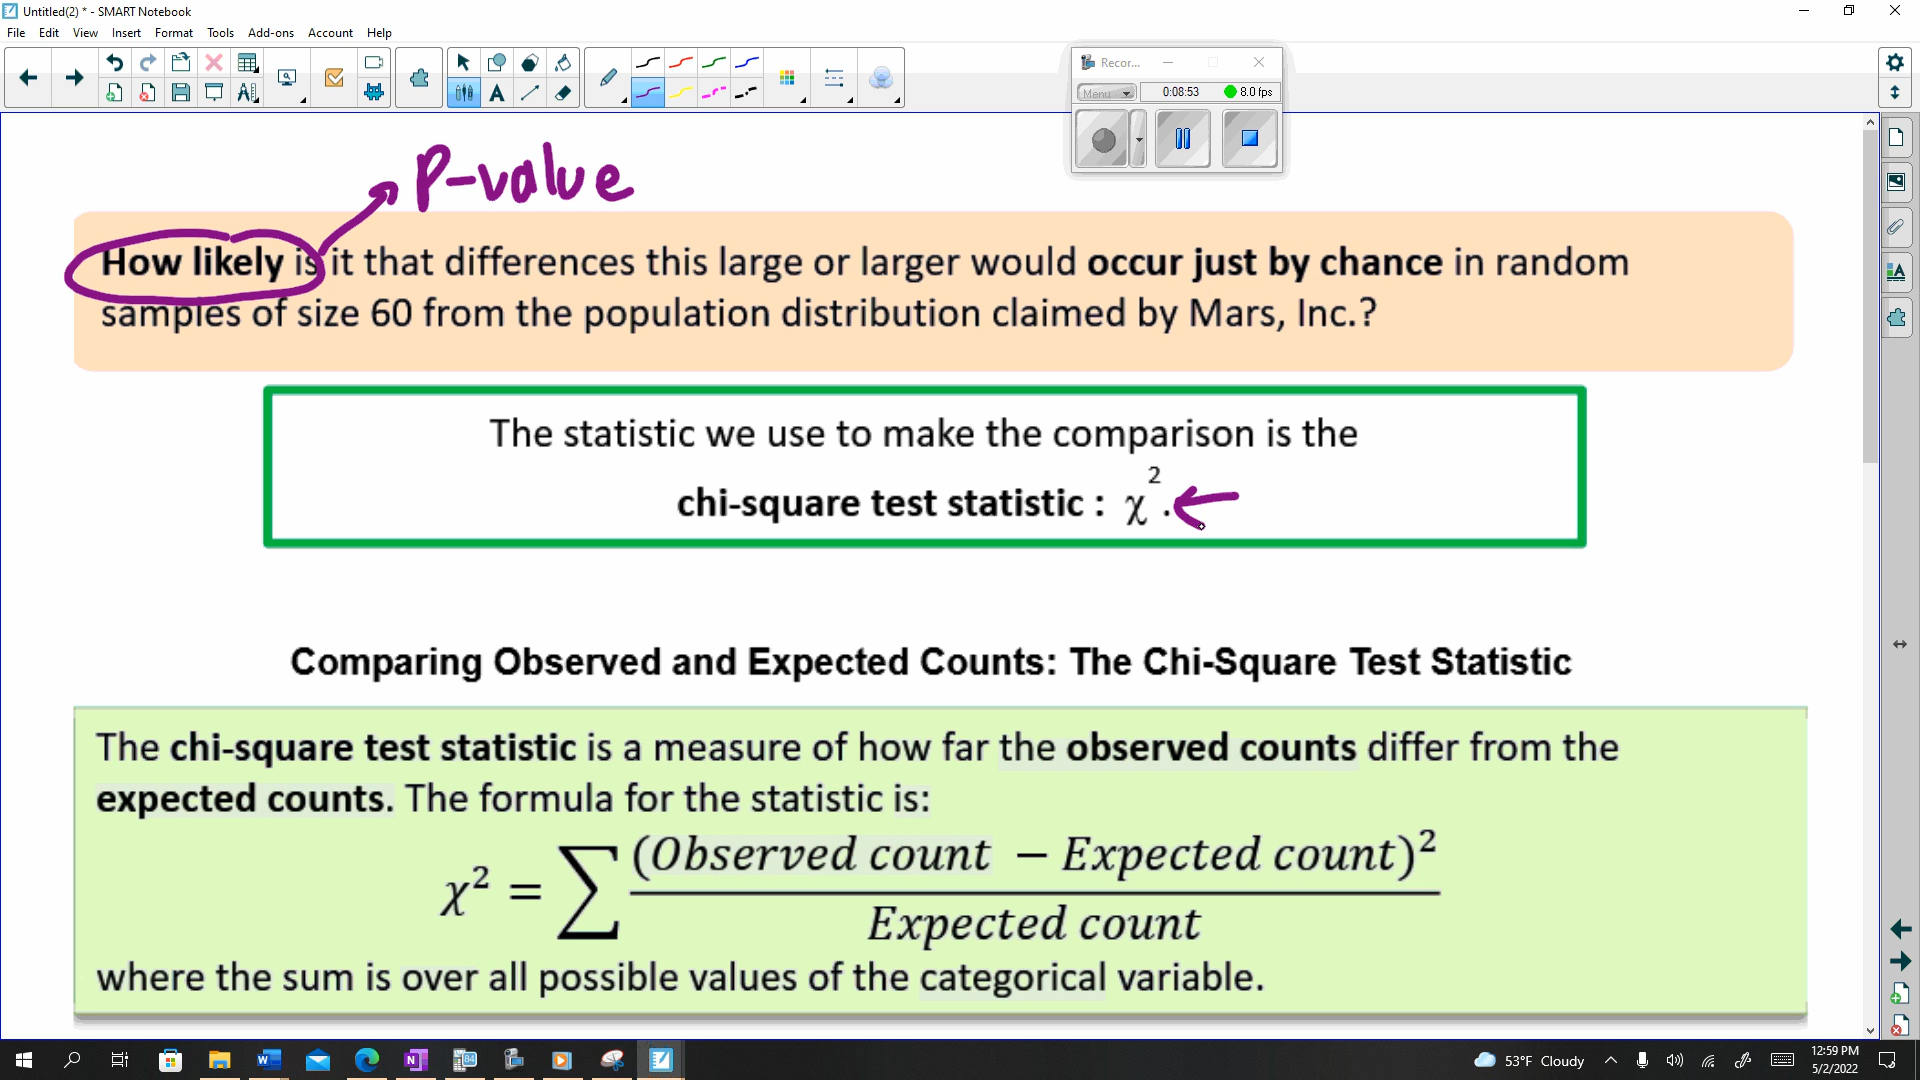 Untitled(2) * - SMART Notebook
File Edit View Insert Format Tools Add-ons Account Help
Recor...
Menu 0:08:53 8.0 fps
P-value
How likely is it that differences this large or larger would occur just by chance in random
samples of size 60 from the population distribution claimed by Mars, Inc.?
The statistic we use to make the comparison is the
chi-square test statistic : χ².
Comparing Observed and Expected Counts: The Chi-Square Test Statistic
The chi-square test statistic is a measure of how far the observed counts differ from the
expected counts. The formula for the statistic is:
χ² = ∑ (Observed count − Expected count)² / Expected count
where the sum is over all possible values of the categorical variable.
53°F Cloudy
12:59 PM
5/2/2022